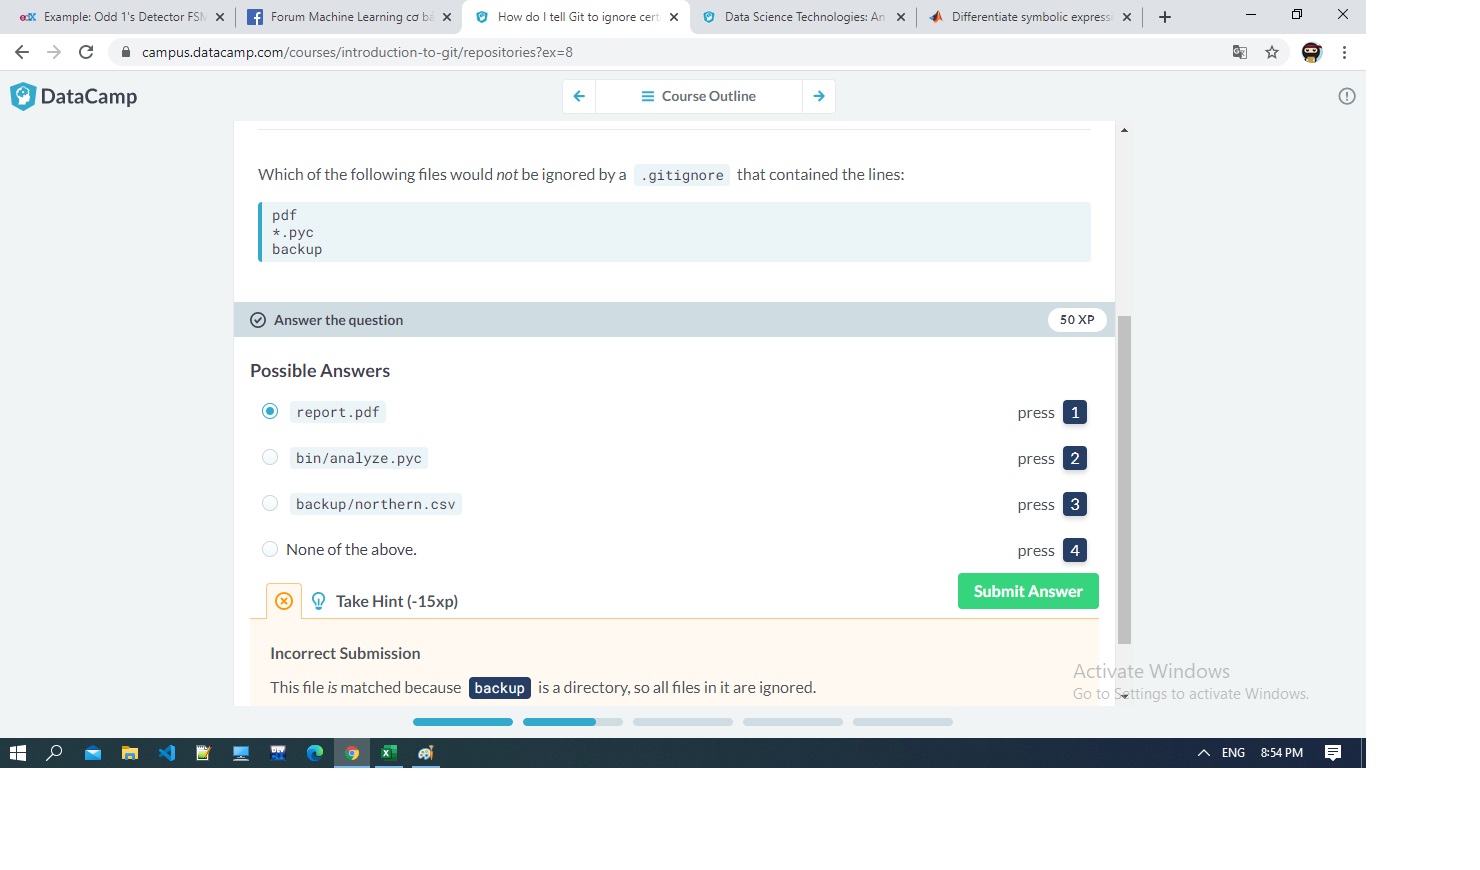 Example: Odd 1's Detector FSM
Forum Machine Learning cơ bả
How do I tell Git to ignore cert
Data Science Technologies: An
Differentiate symbolic expressi
campus.datacamp.com/courses/introduction-to-git/repositories?ex=8
DataCamp
Course Outline
Which of the following files would not be ignored by a .gitignore that contained the lines:
pdf
*.pyc
backup
Answer the question
50 XP
Possible Answers
report.pdf
press 1
bin/analyze.pyc
press 2
backup/northern.csv
press 3
None of the above.
press 4
Take Hint (-15xp)
Submit Answer
Incorrect Submission
This file is matched because backup is a directory, so all files in it are ignored.
Activate Windows
Go to Settings to activate Windows.
ENG
8:54 PM